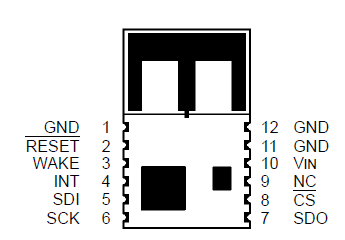 GND 1 12 GND
RESET 2 11 GND
WAKE 3 10 VIN
INT 4 9 NC
SDI 5 8 CS
SCK 6 7 SDO